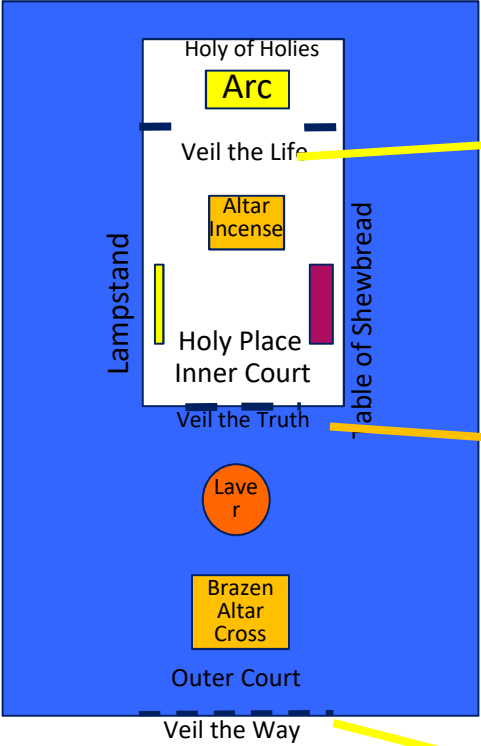 Holy of Holies
Arc
Veil the Life
Altar
Incense
Lampstand
Table of Shewbread
Holy Place
Inner Court
Veil the Truth
Lave
r
Brazen
Altar
Cross
Outer Court
Veil the Way